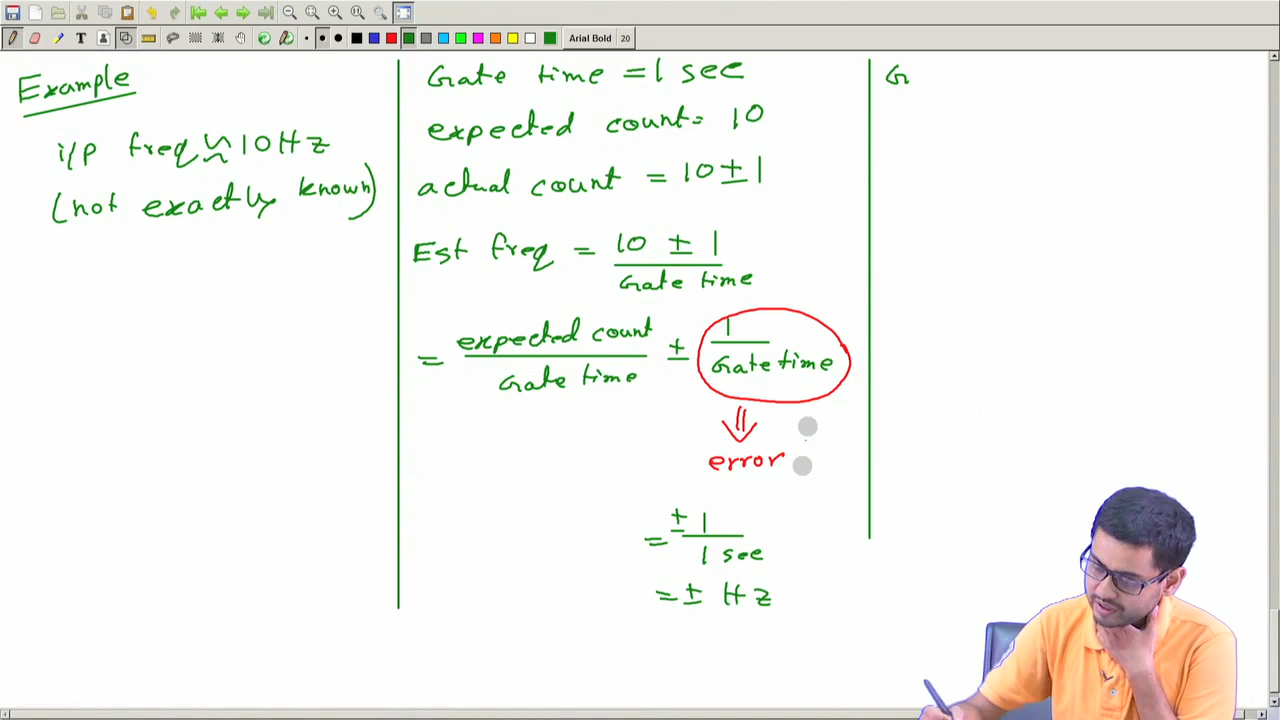 Arial Bold 20
Example
i/p freq ≈ 10 Hz
(not exactly known)
Gate time = 1 sec
expected count = 10
actual count = 10 ± 1
Est freq = 10 ± 1
Gate time
= expected count ± 1
Gate time Gate time
⇓
error
= ± 1
1 sec
= ± Hz
G